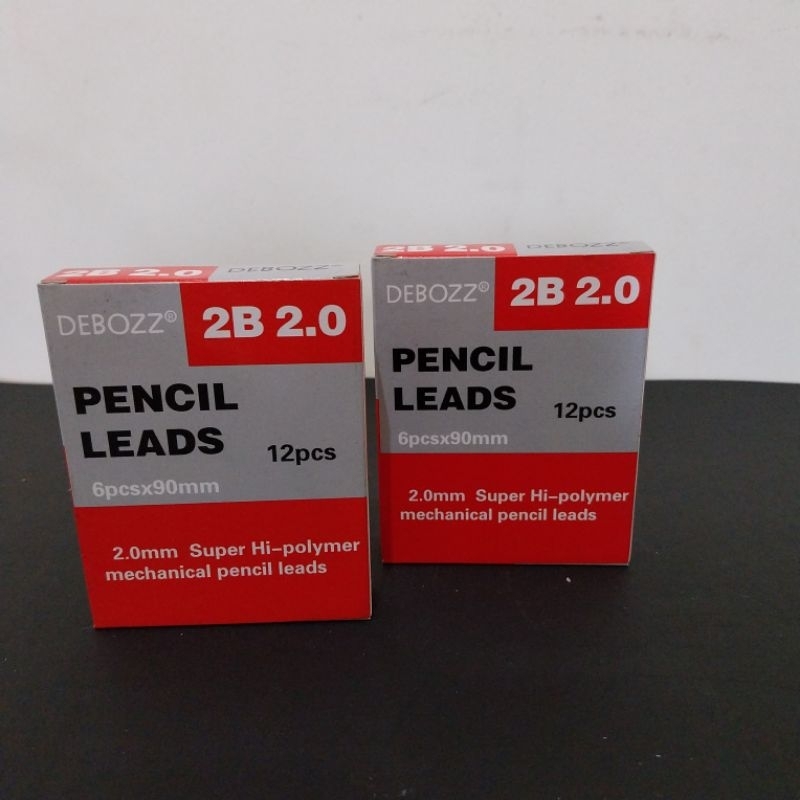 2B 2.0 DEBOZZ
DEBOZZ® 2B 2.0
PENCIL
LEADS 12pcs
6pcsx90mm
2.0mm Super Hi-polymer
mechanical pencil leads
2B 2.0 DEBOZZ
DEBOZZ® 2B 2.0
PENCIL
LEADS 12pcs
6pcsx90mm
2.0mm Super Hi-polymer
mechanical pencil leads